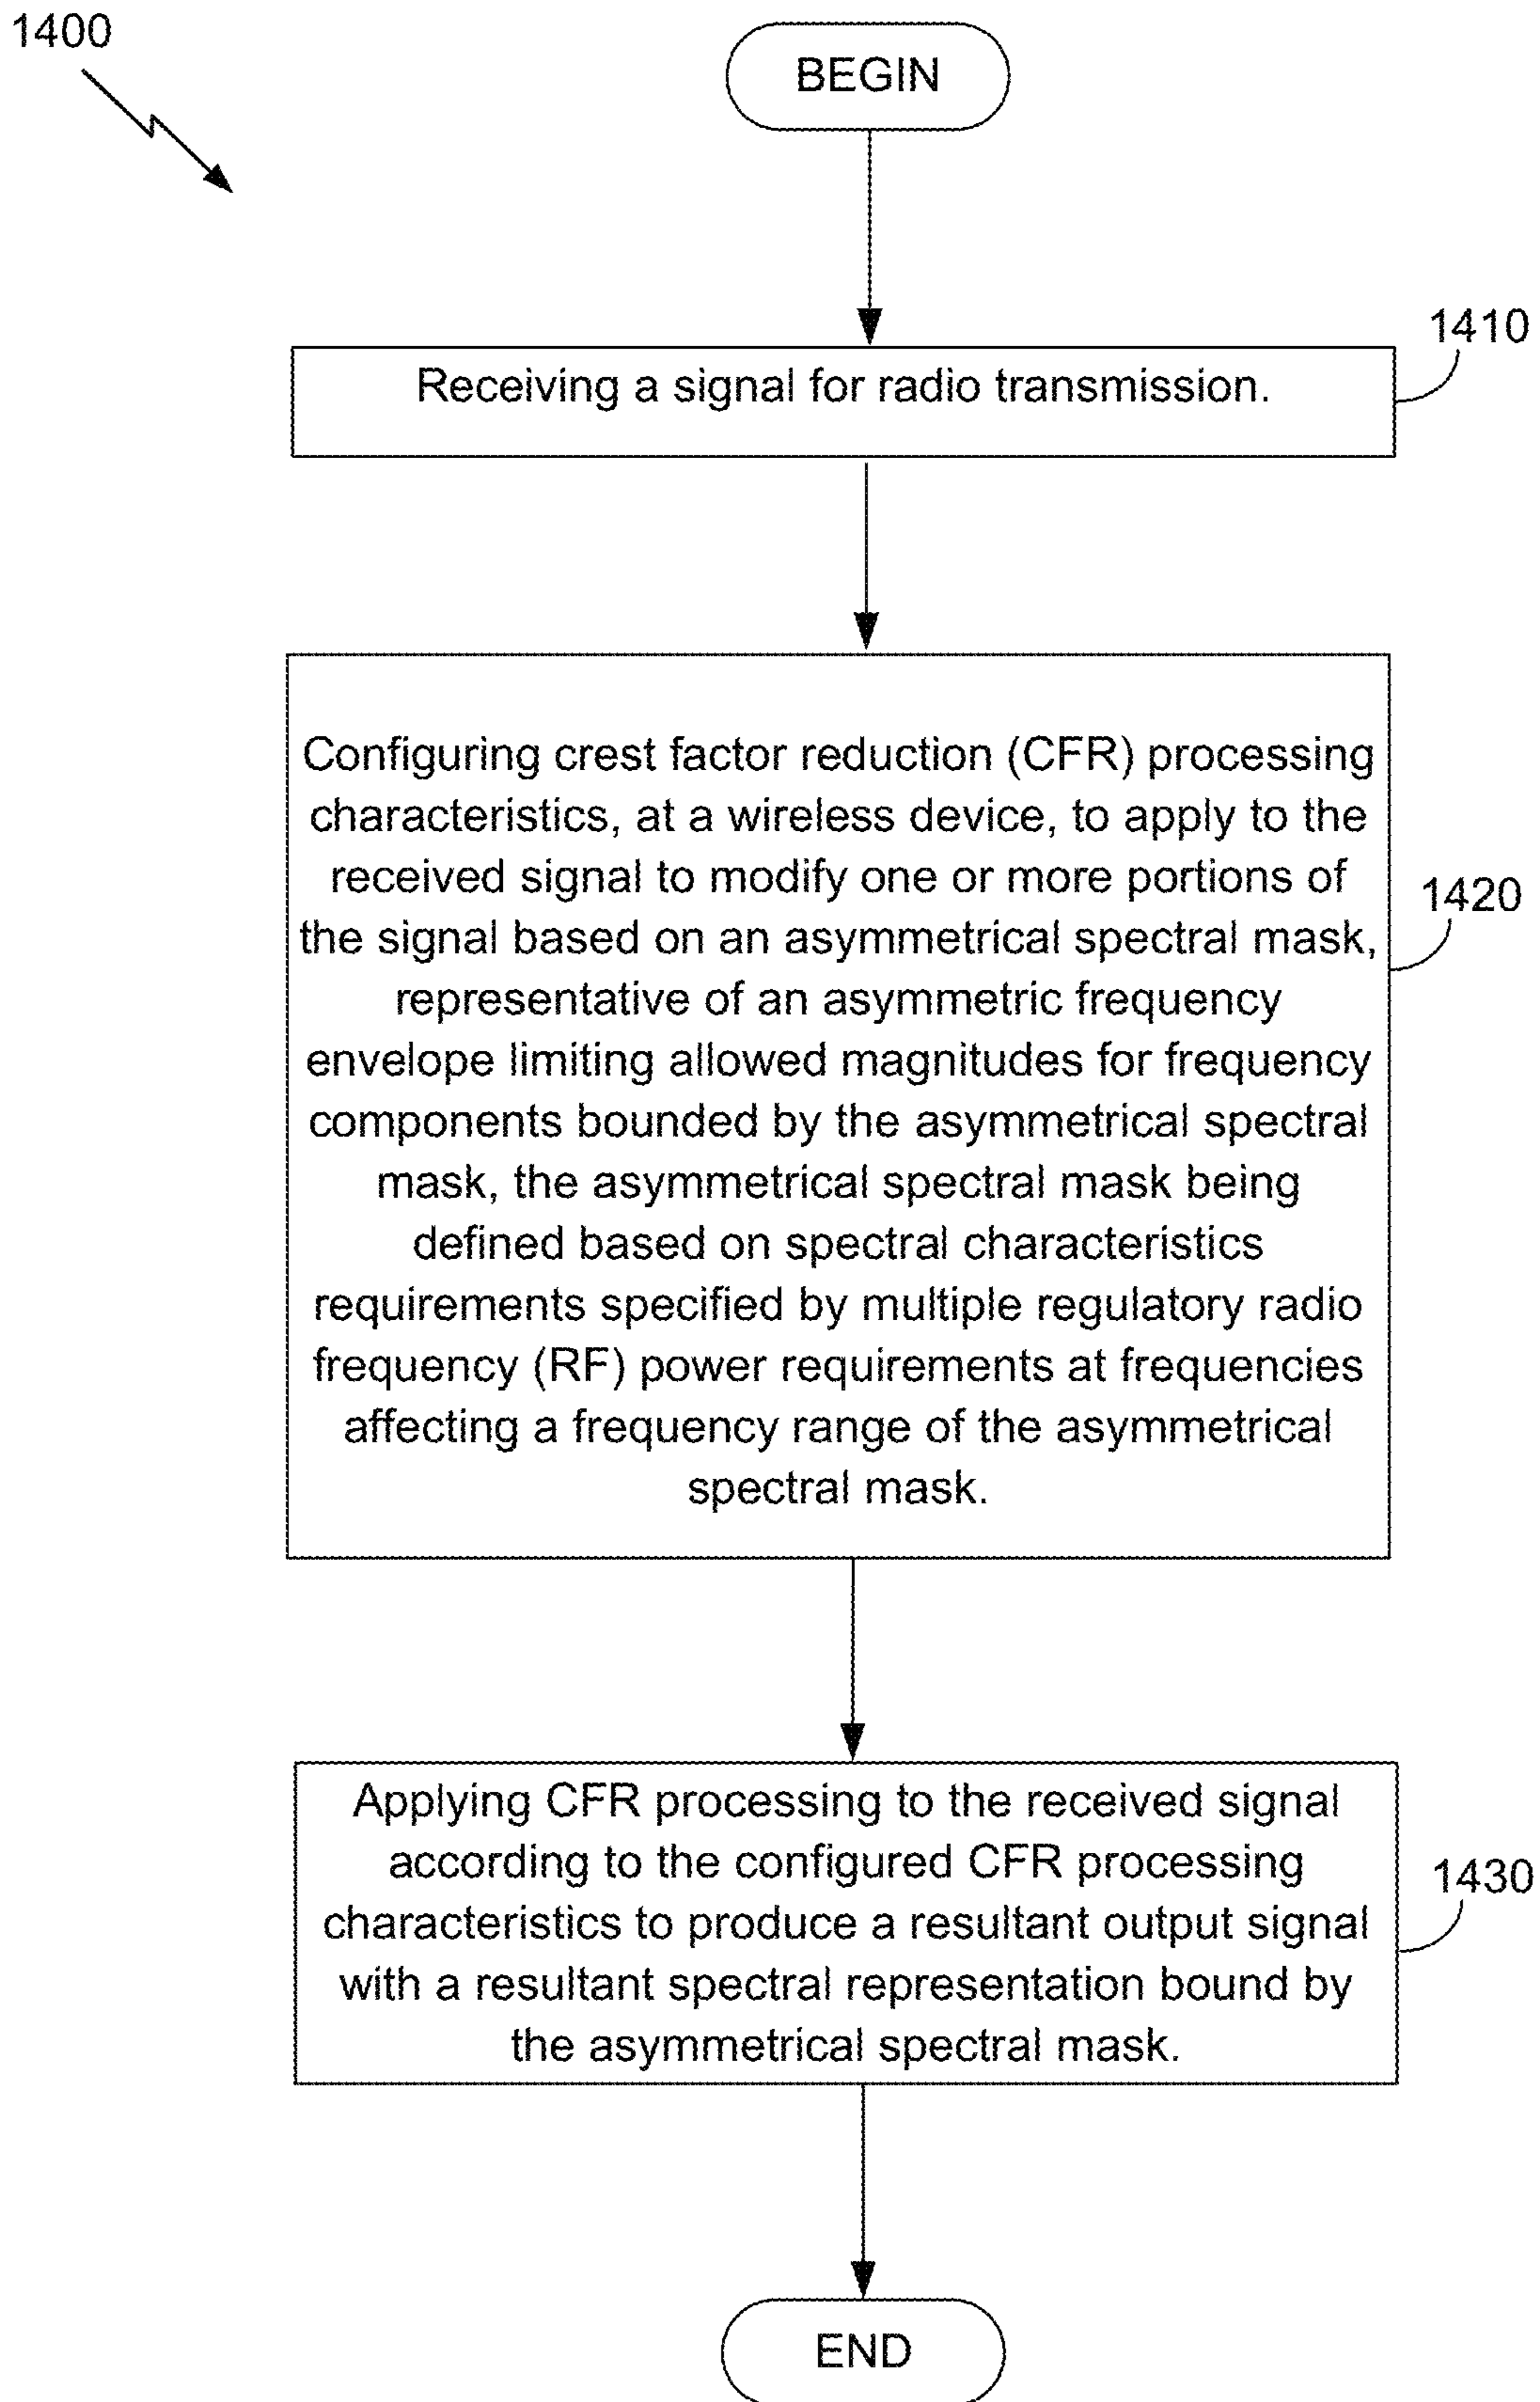 1400
BEGIN
1410
Receiving a signal for radio transmission.
Configuring crest factor reduction (CFR) processing
characteristics, at a wireless device, to apply to the
received signal to modify one or more portions of
1420
the signal based on an asymmetrical spectral mask,
representative of an asymmetric frequency
envelope limiting allowed magnitudes for frequency
components bounded by the asymmetrical spectral
mask, the asymmetrical spectral mask being
defined based on spectral characteristics
requirements specified by multiple regulatory radio
frequency (RF) power requirements at frequencies
affecting a frequency range of the asymmetrical
spectral mask.
Applying CFR processing to the received signal
according to the configured CFR processing
1430
characteristics to produce a resultant output signal
with a resultant spectral representation bound by
the asymmetrical spectral mask.
END